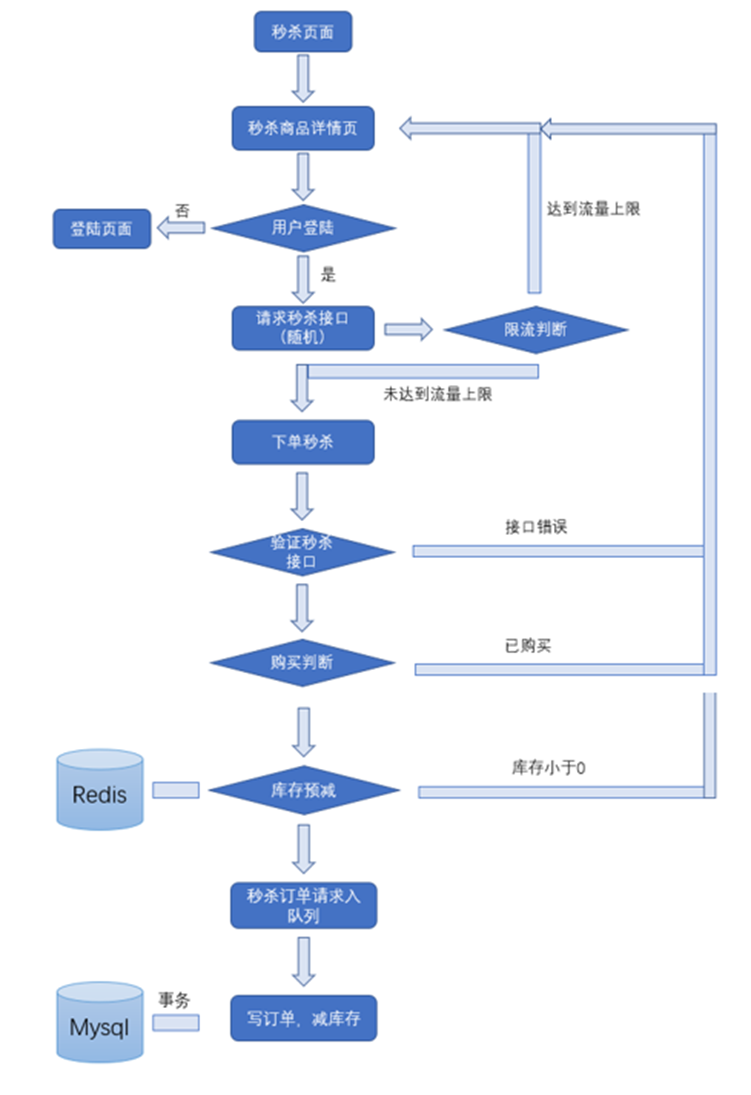 秒杀页面
秒杀商品详情页
达到流量上限
否
登陆页面
用户登陆
是
请求秒杀接口
（随机）
限流判断
未达到流量上限
下单秒杀
接口错误
验证秒杀
接口
已购买
购买判断
库存小于0
Redis
库存预减
秒杀订单请求入
队列
事务
Mysql
写订单，减库存